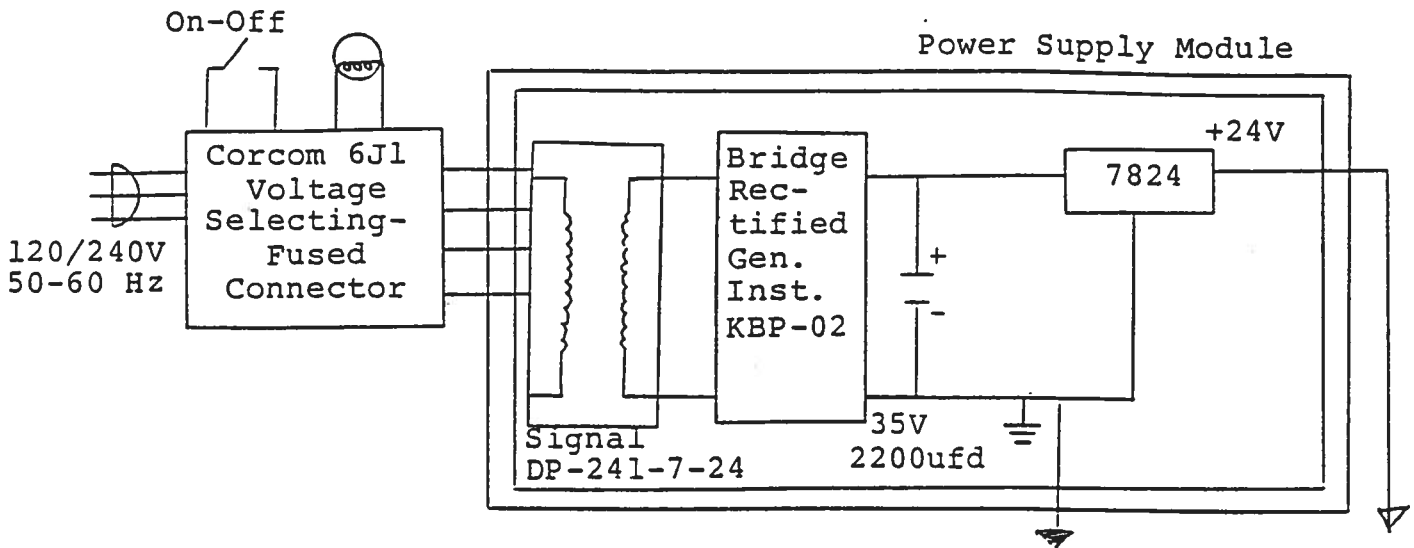 On-Off
Power Supply Module
Corcom 6J1
Voltage
Selecting-
Fused
Connector
120/240V
50-60 Hz
Bridge
Rec-
tified
Gen.
Inst.
KBP-02
+
-
7824
+24V
35V
2200ufd
Signal
DP-241-7-24